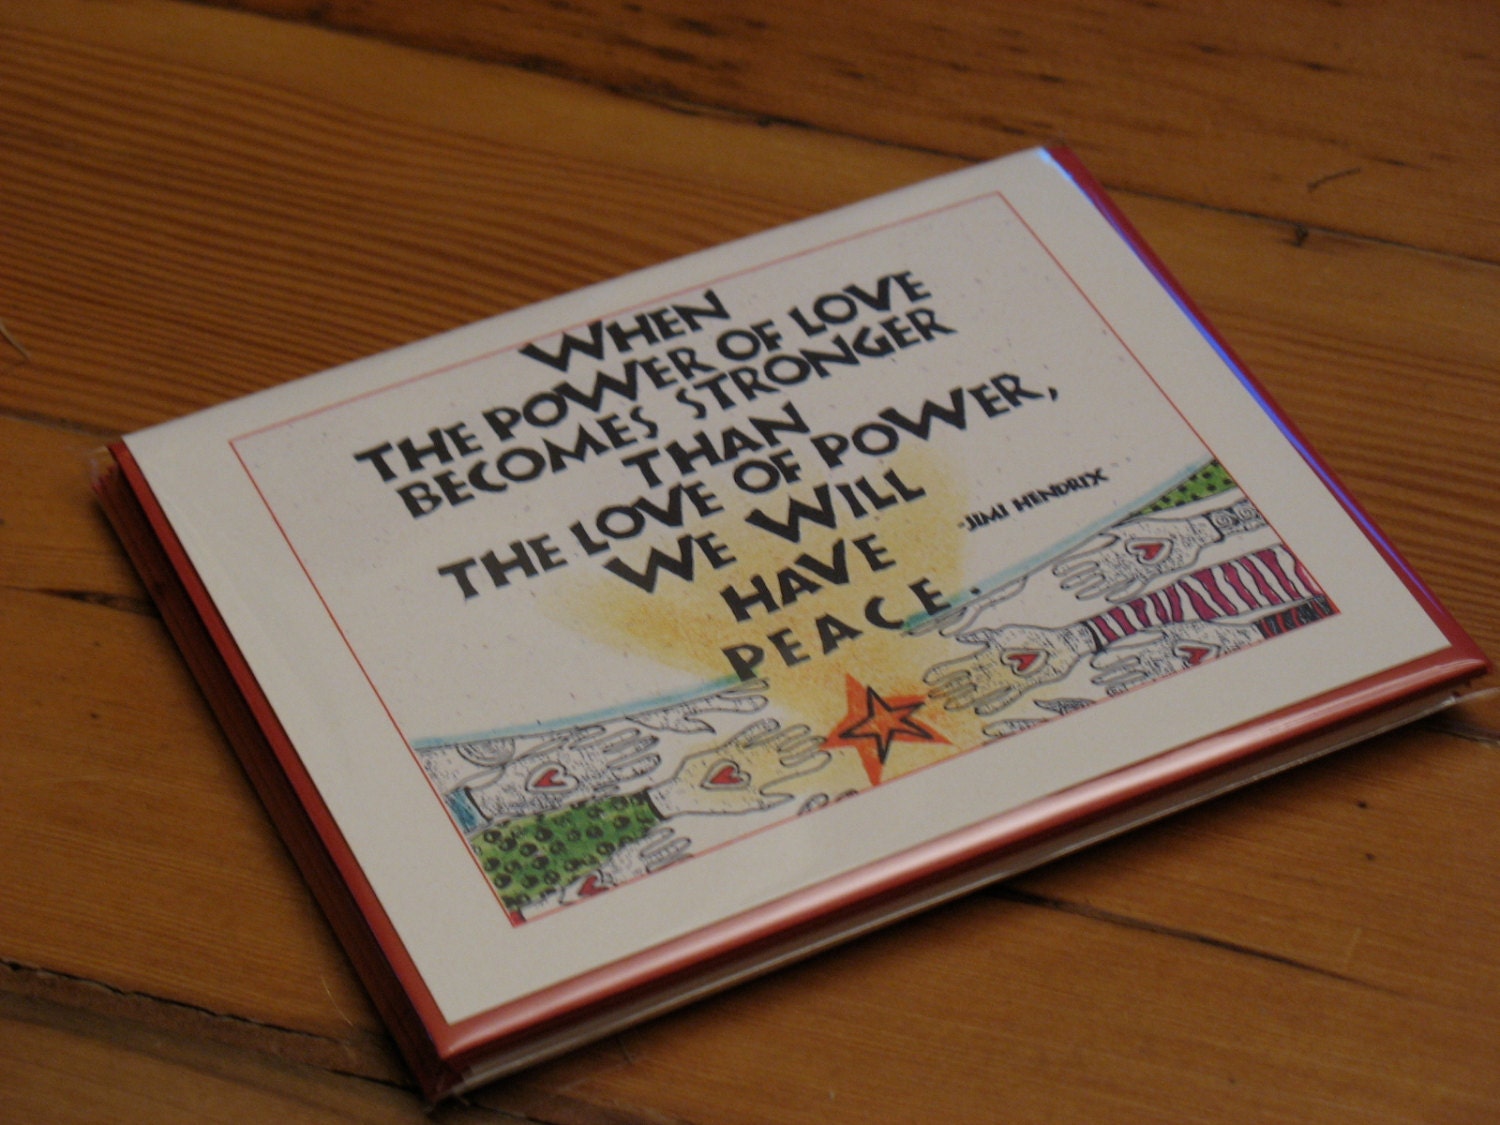 WHEN
THE POWER OF LOVE
BECOMES STRONGER
THAN
THE LOVE OF POWER,
WE WILL
HAVE
PEACE.
-JIMI HENDRIX